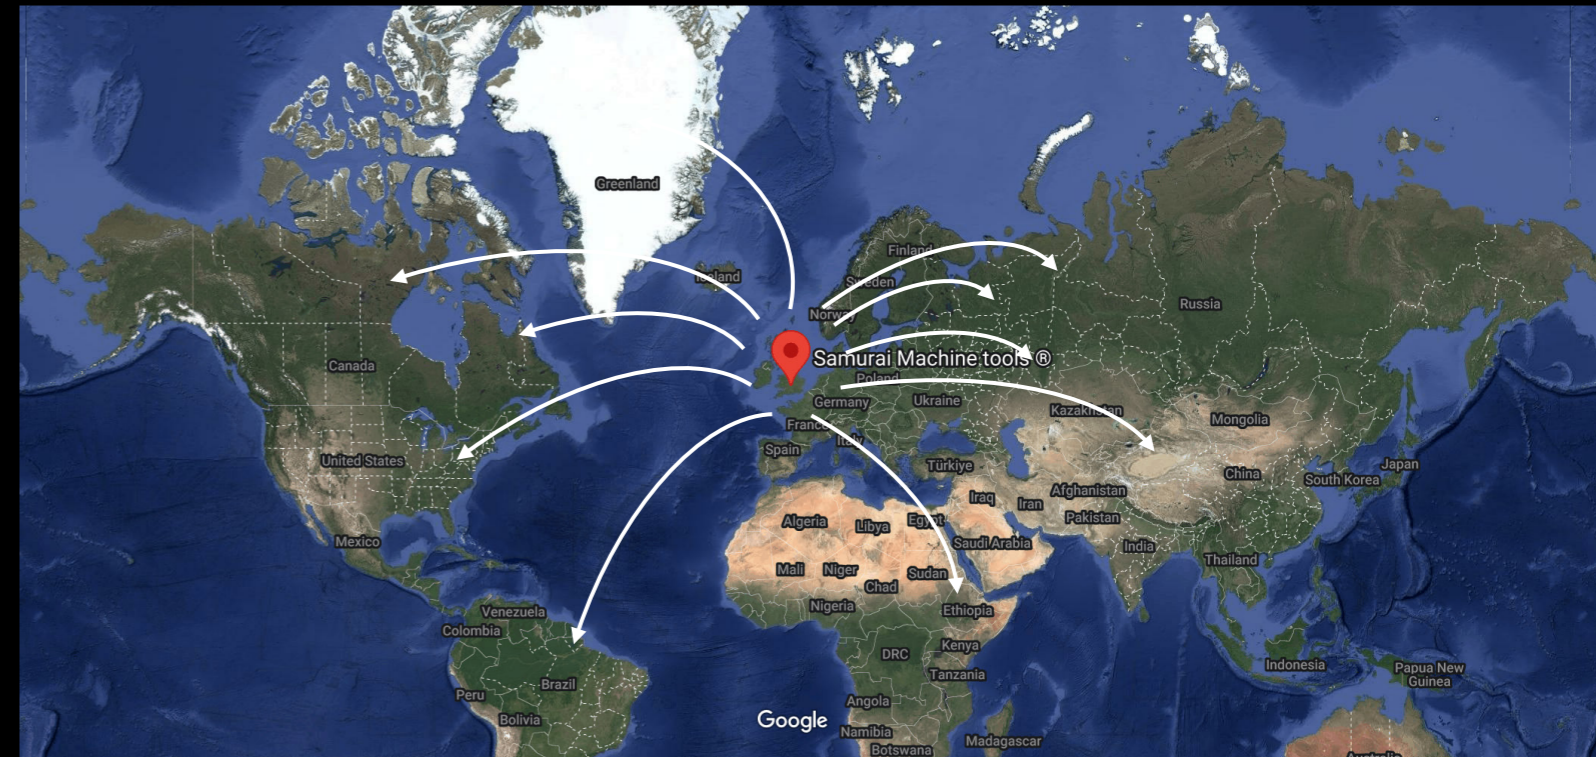 Greenland
Finland
Iceland
Sweden
Russia
Norway
Samurai Machine tools ®
Canada
Poland
Germany
Ukraine
Kazakhstan
Mongolia
France
Italy
United States
Spain
Türkiye
China
Japan
South Korea
Iraq
Iran
Afghanistan
Pakistan
Algeria
Libya
Egypt
Saudi Arabia
Mexico
India
Thailand
Mali
Niger
Chad
Sudan
Nigeria
Ethiopia
Venezuela
Colombia
DRC
Kenya
Tanzania
Indonesia
Papua New
Guinea
Brazil
Peru
Angola
Bolivia
Google
Namibia
Botswana
Madagascar
Australia